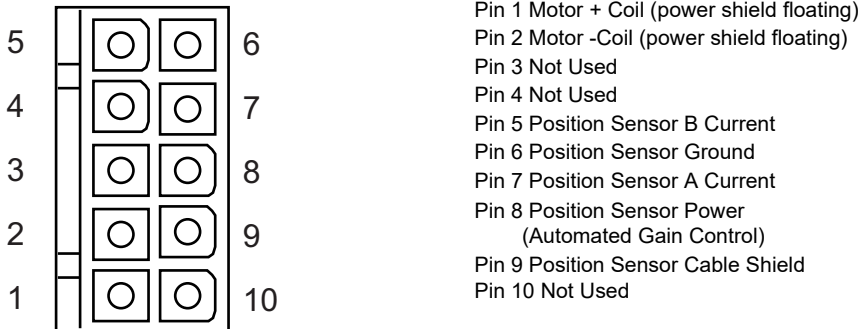 5 6
4 7
3 8
2 9
1 10
Pin 1 Motor + Coil (power shield floating)
Pin 2 Motor -Coil (power shield floating)
Pin 3 Not Used
Pin 4 Not Used
Pin 5 Position Sensor B Current
Pin 6 Position Sensor Ground
Pin 7 Position Sensor A Current
Pin 8 Position Sensor Power
(Automated Gain Control)
Pin 9 Position Sensor Cable Shield
Pin 10 Not Used